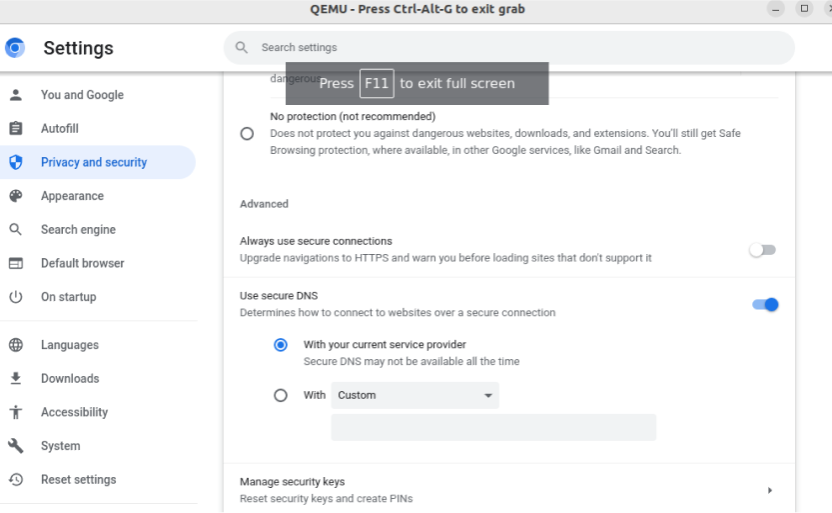 QEMU - Press Ctrl-Alt-G to exit grab
Settings
Search settings
Press F11 to exit full screen
You and Google
Autofill
Privacy and security
Appearance
Search engine
Default browser
On startup
Languages
Downloads
Accessibility
System
Reset settings
dangerous
No protection (not recommended)
Does not protect you against dangerous websites, downloads, and extensions. You'll still get Safe
Browsing protection, where available, in other Google services, like Gmail and Search.
Advanced
Always use secure connections
Upgrade navigations to HTTPS and warn you before loading sites that don't support it
Use secure DNS
Determines how to connect to websites over a secure connection
With your current service provider
Secure DNS may not be available all the time
With Custom
Manage security keys
Reset security keys and create PINs